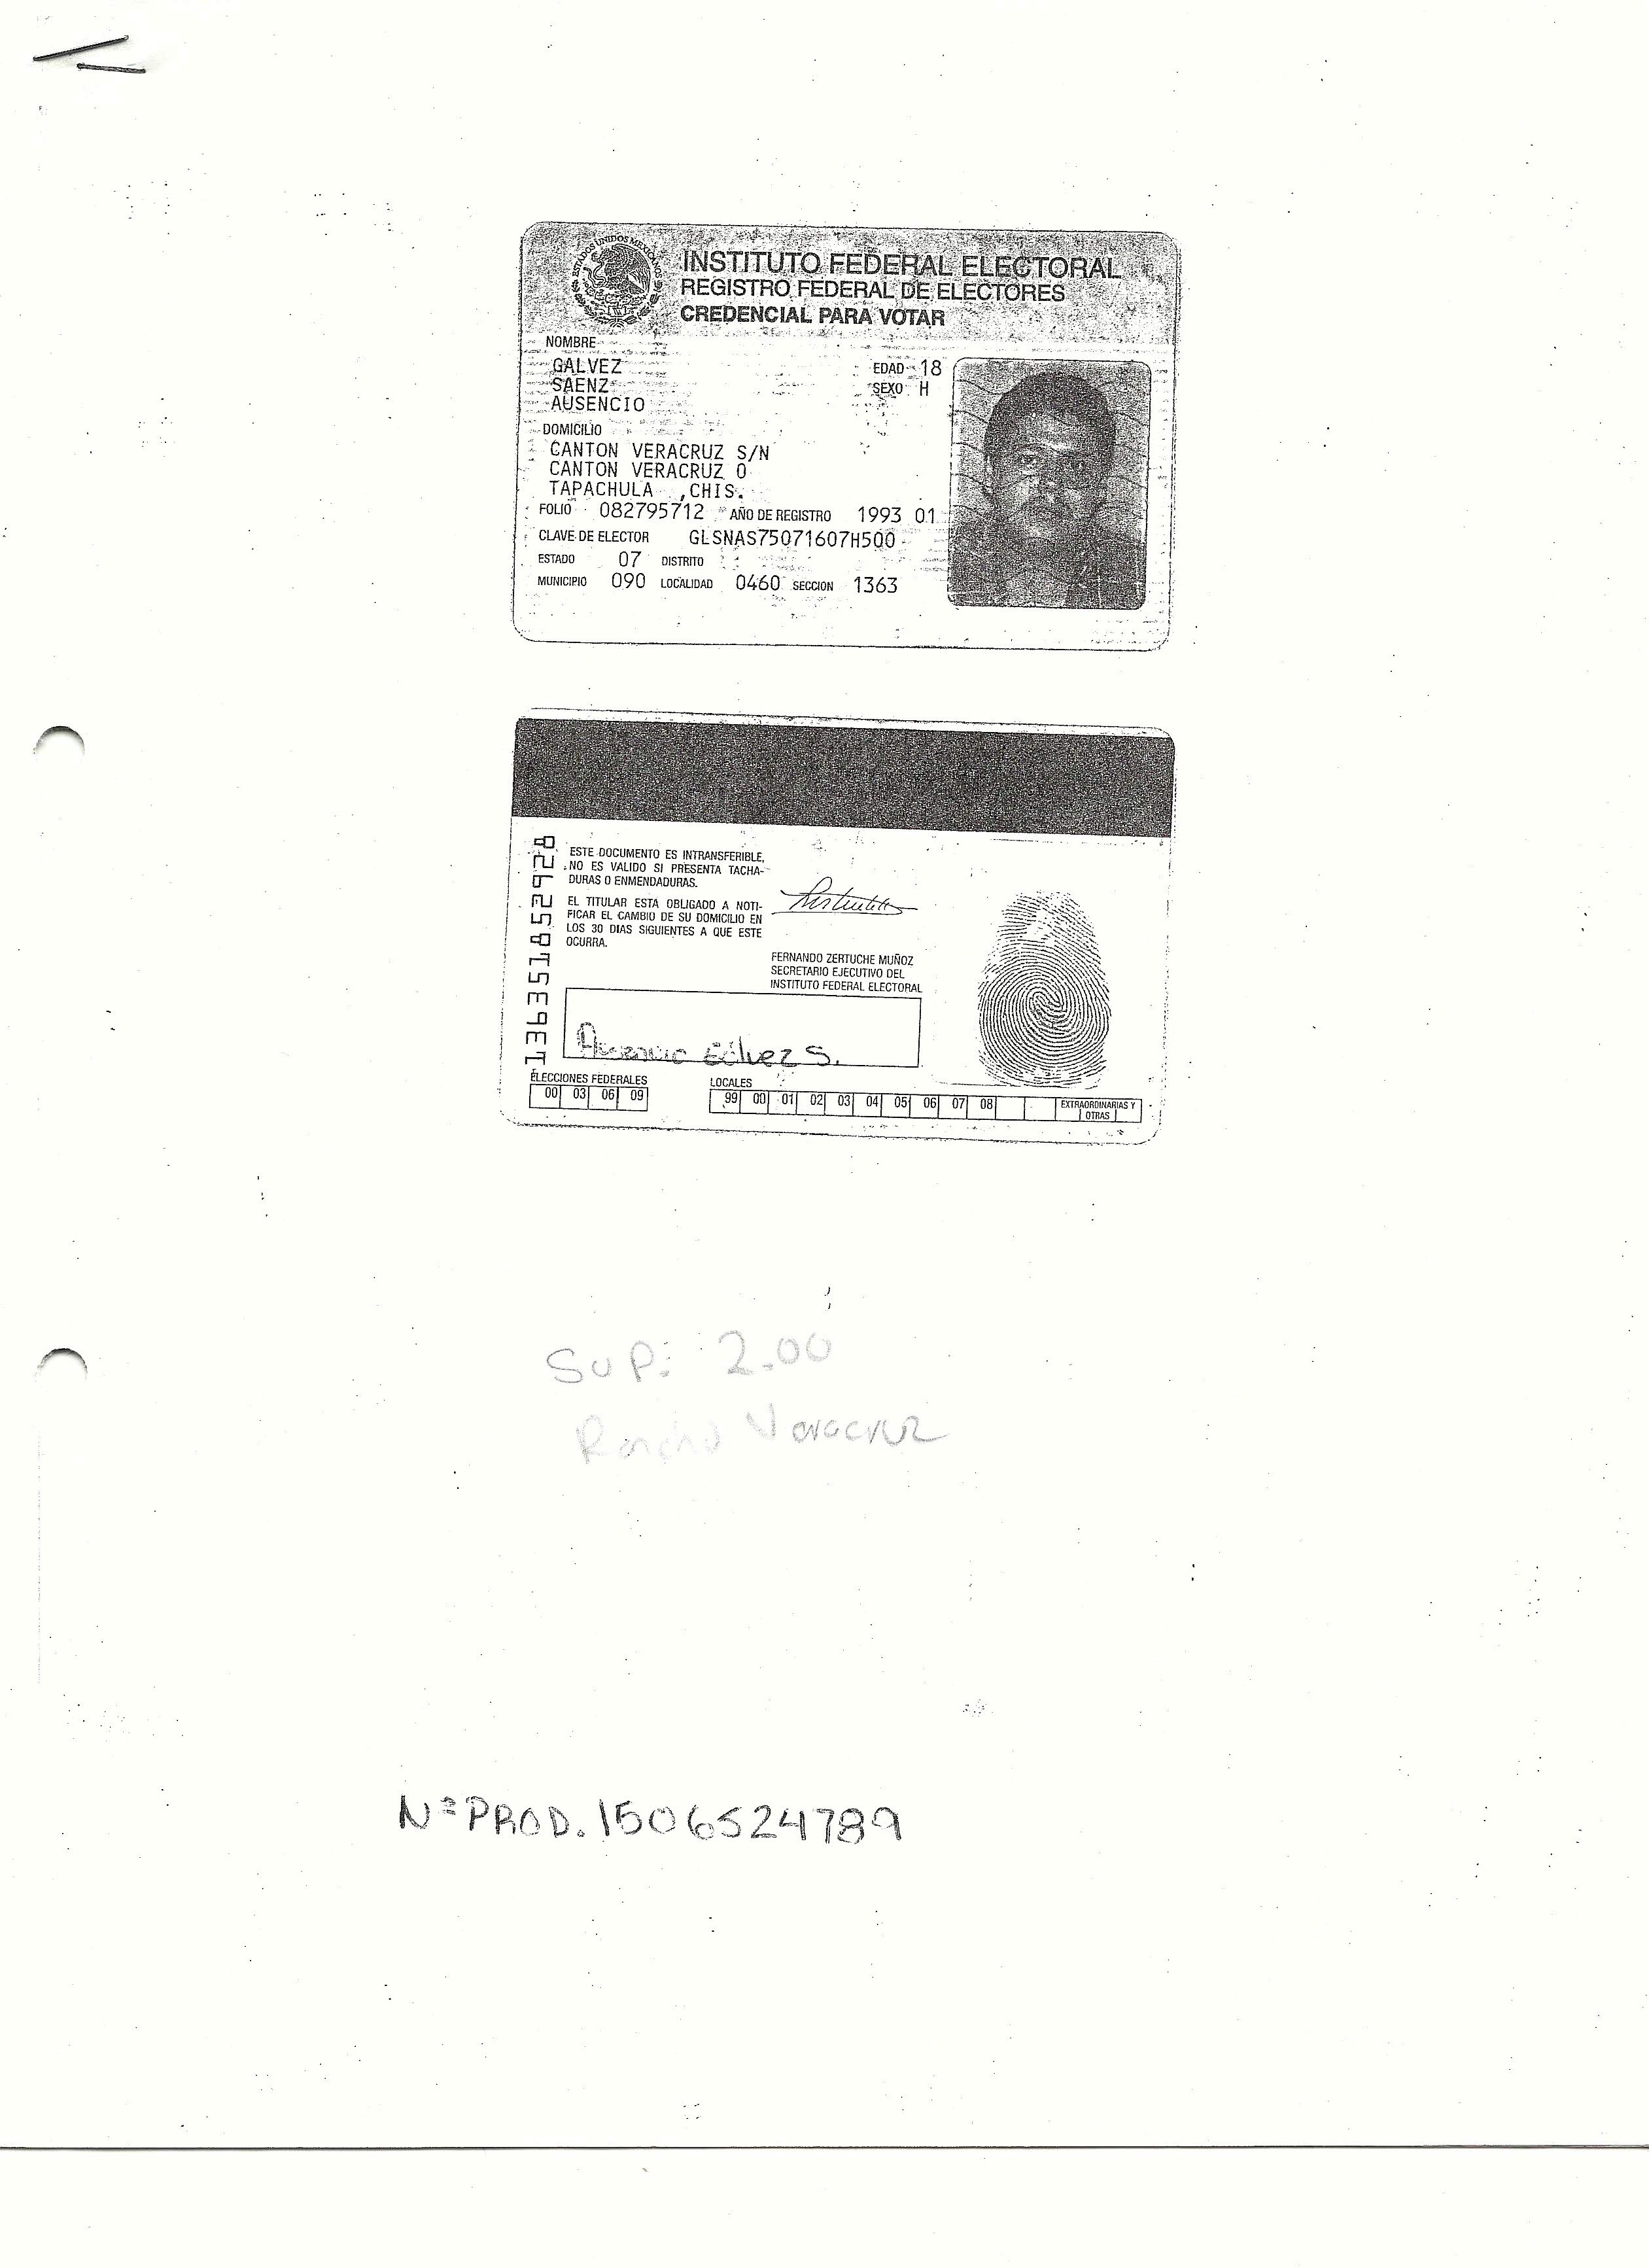 ESTADOS UNIDOS MEXICANOS
INSTITUTO FEDERAL ELECTORAL
REGISTRO FEDERAL DE ELECTORES
CREDENCIAL PARA VOTAR
NOMBRE
GALVEZ EDAD 18
SAENZ SEXO H
AUSENCIO
DOMICILIO
CANTON VERACRUZ S/N
CANTON VERACRUZ 0
TAPACHULA ,CHIS.
FOLIO 082795712 AÑO DE REGISTRO 1993 01
CLAVE DE ELECTOR GLSNAS75071607H500
ESTADO 07 DISTRITO
MUNICIPIO 090 LOCALIDAD 0460 SECCION 1363
ESTE DOCUMENTO ES INTRANSFERIBLE,
NO ES VALIDO SI PRESENTA TACHA-
DURAS O ENMENDADURAS.
EL TITULAR ESTA OBLIGADO A NOTI-
FICAR EL CAMBIO DE SU DOMICILIO EN
LOS 30 DIAS SIGUIENTES A QUE ESTE
OCURRA.
FERNANDO ZERTUCHE MUÑOZ
SECRETARIO EJECUTIVO DEL
INSTITUTO FEDERAL ELECTORAL
Ausencio Gálvez S.
ELECCIONES FEDERALES
00 03 06 09
LOCALES
99 00 01 02 03 04 05 06 07 08
EXTRAORDINARIAS Y
OTRAS
Sup: 2.00
Rancho Veracruz
Nº PROD. 1506524789